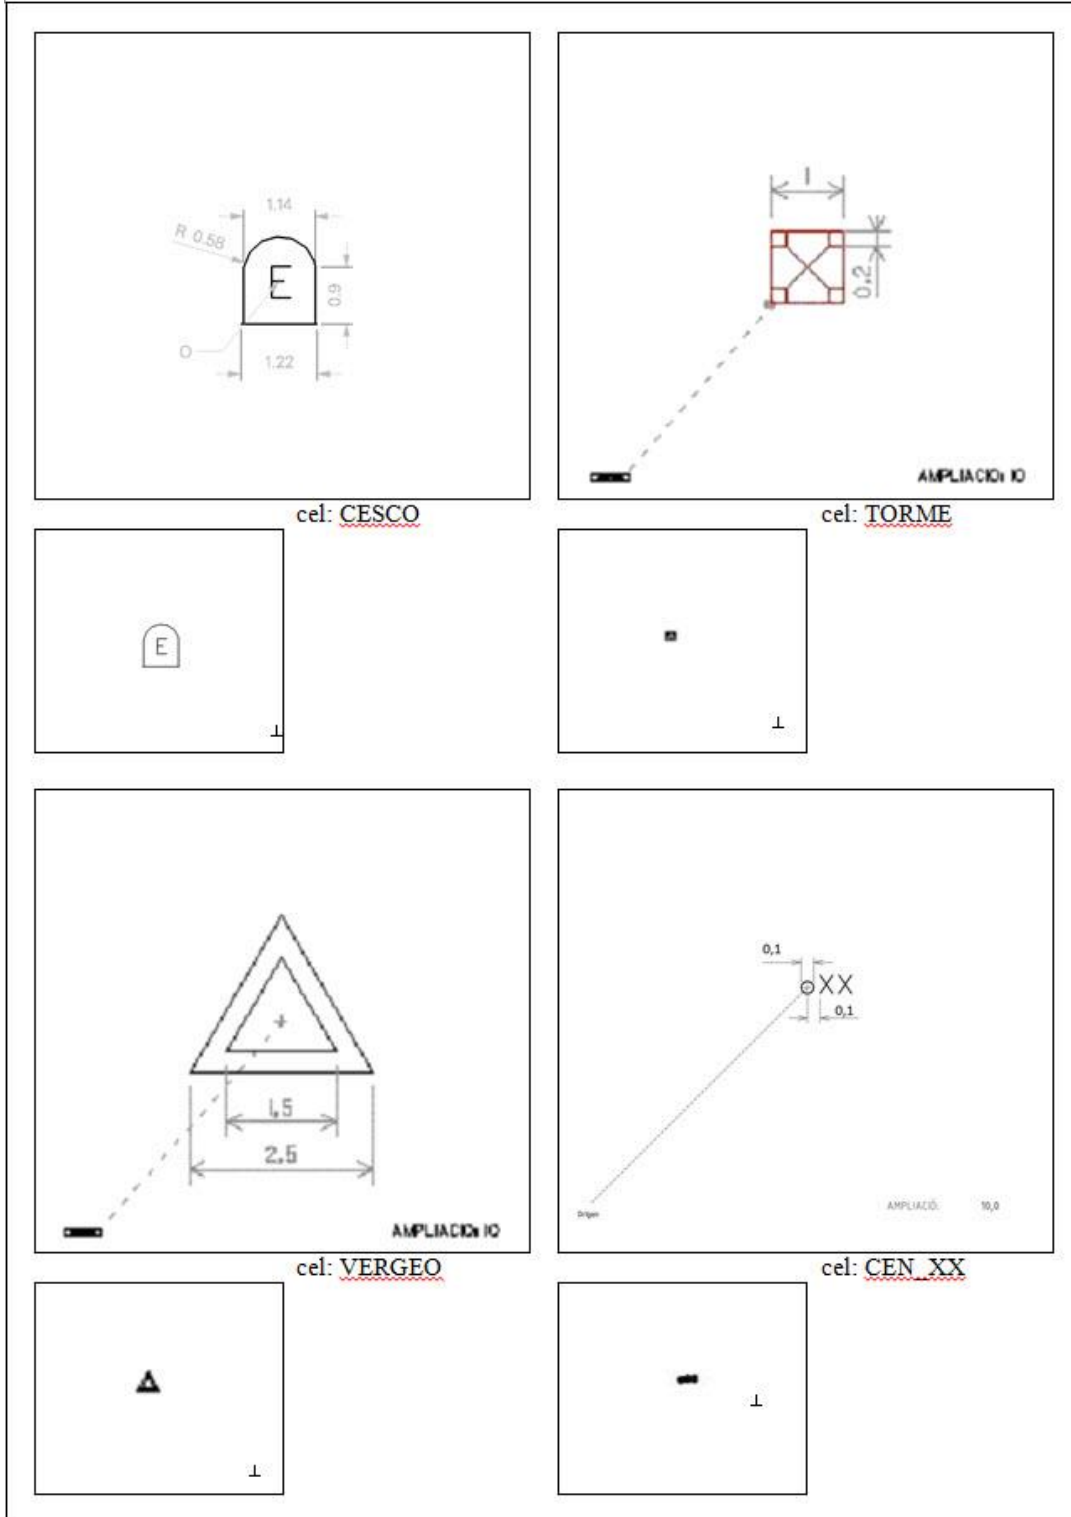 1.14
R 0.58
E
0.9
O
1.22
cel: CESCO
1
0,2
AMPLIACIO: 10
cel: TORME
E
⊥
⊥
1,5
2,5
AMPLIACIO: 10
cel: VERGEO
0,1
XX
0,1
Origen
AMPLIACIÓ: 10,0
cel: CEN_XX
⊥
⊥